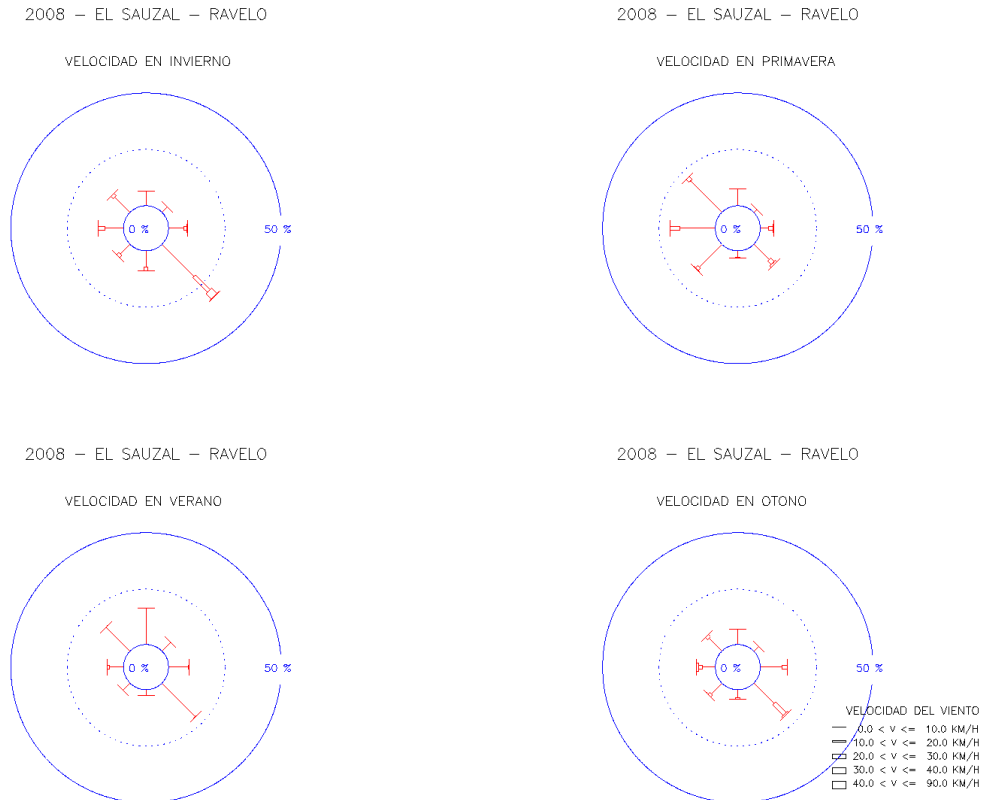 2008 – EL SAUZAL – RAVELO
VELOCIDAD EN INVIERNO
0 %
50 %
2008 – EL SAUZAL – RAVELO
VELOCIDAD EN PRIMAVERA
0 %
50 %
2008 – EL SAUZAL – RAVELO
VELOCIDAD EN VERANO
0 %
50 %
2008 – EL SAUZAL – RAVELO
VELOCIDAD EN OTONO
0 %
50 %
VELOCIDAD DEL VIENTO
0.0 < V <= 10.0 KM/H
10.0 < V <= 20.0 KM/H
20.0 < V <= 30.0 KM/H
30.0 < V <= 40.0 KM/H
40.0 < V <= 90.0 KM/H